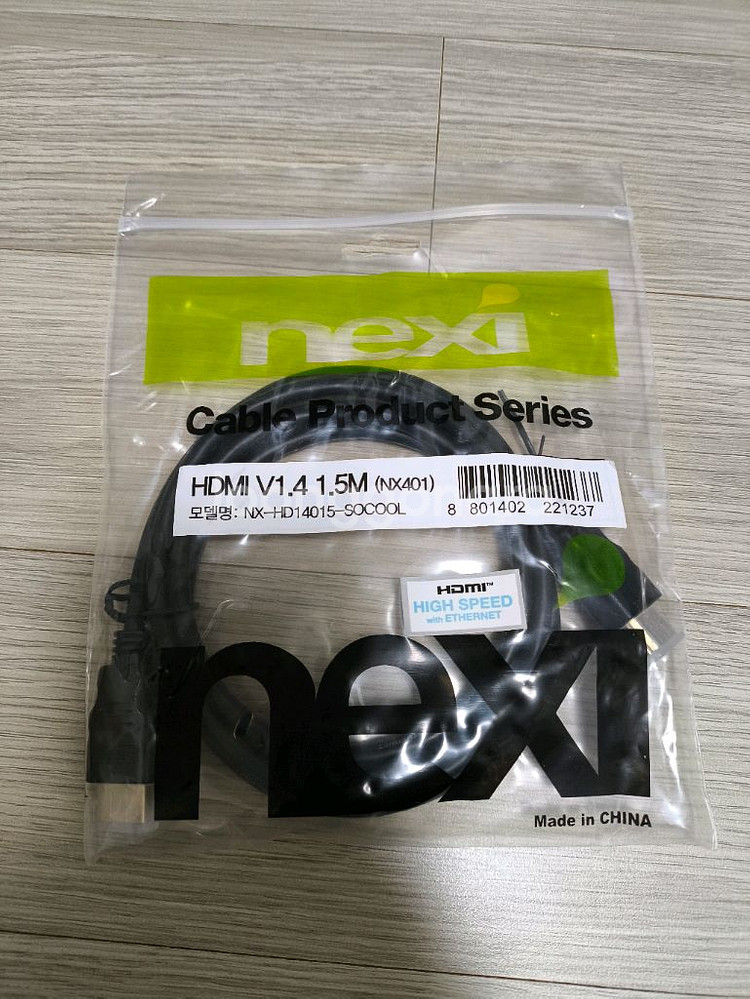 nexi
Cable Product Series
HDMI V1.4 1.5M (NX401)
모델명: NX-HD14015-SOCOOL
8 801402 221237
HDMI™
HIGH SPEED
with ETHERNET
nexi
Made in CHINA